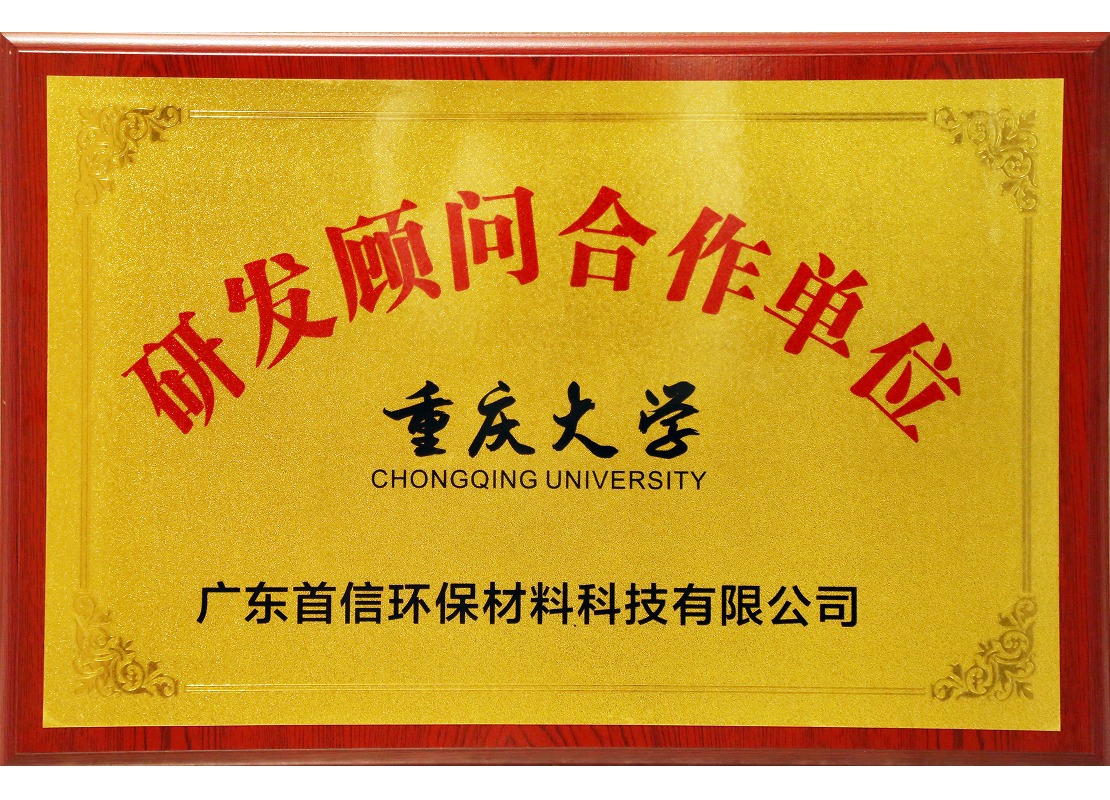 研发顾问合作单位
重庆大学
CHONGQING UNIVERSITY
广东首信环保材料科技有限公司